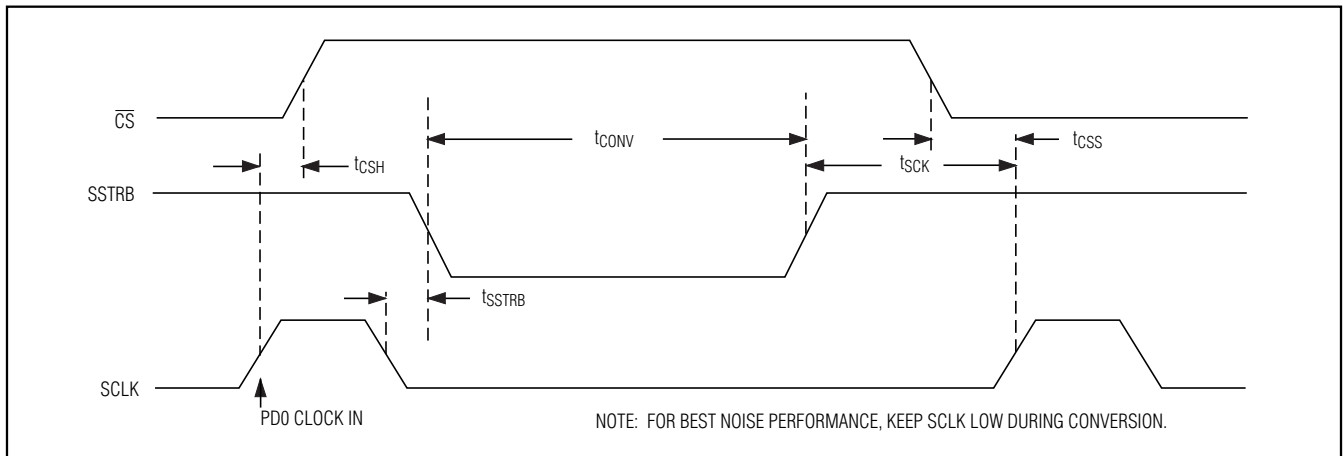 CS
tCONV
tCSS
tCSH
tSCK
SSTRB
tSSTRB
SCLK
PD0 CLOCK IN
NOTE: FOR BEST NOISE PERFORMANCE, KEEP SCLK LOW DURING CONVERSION.